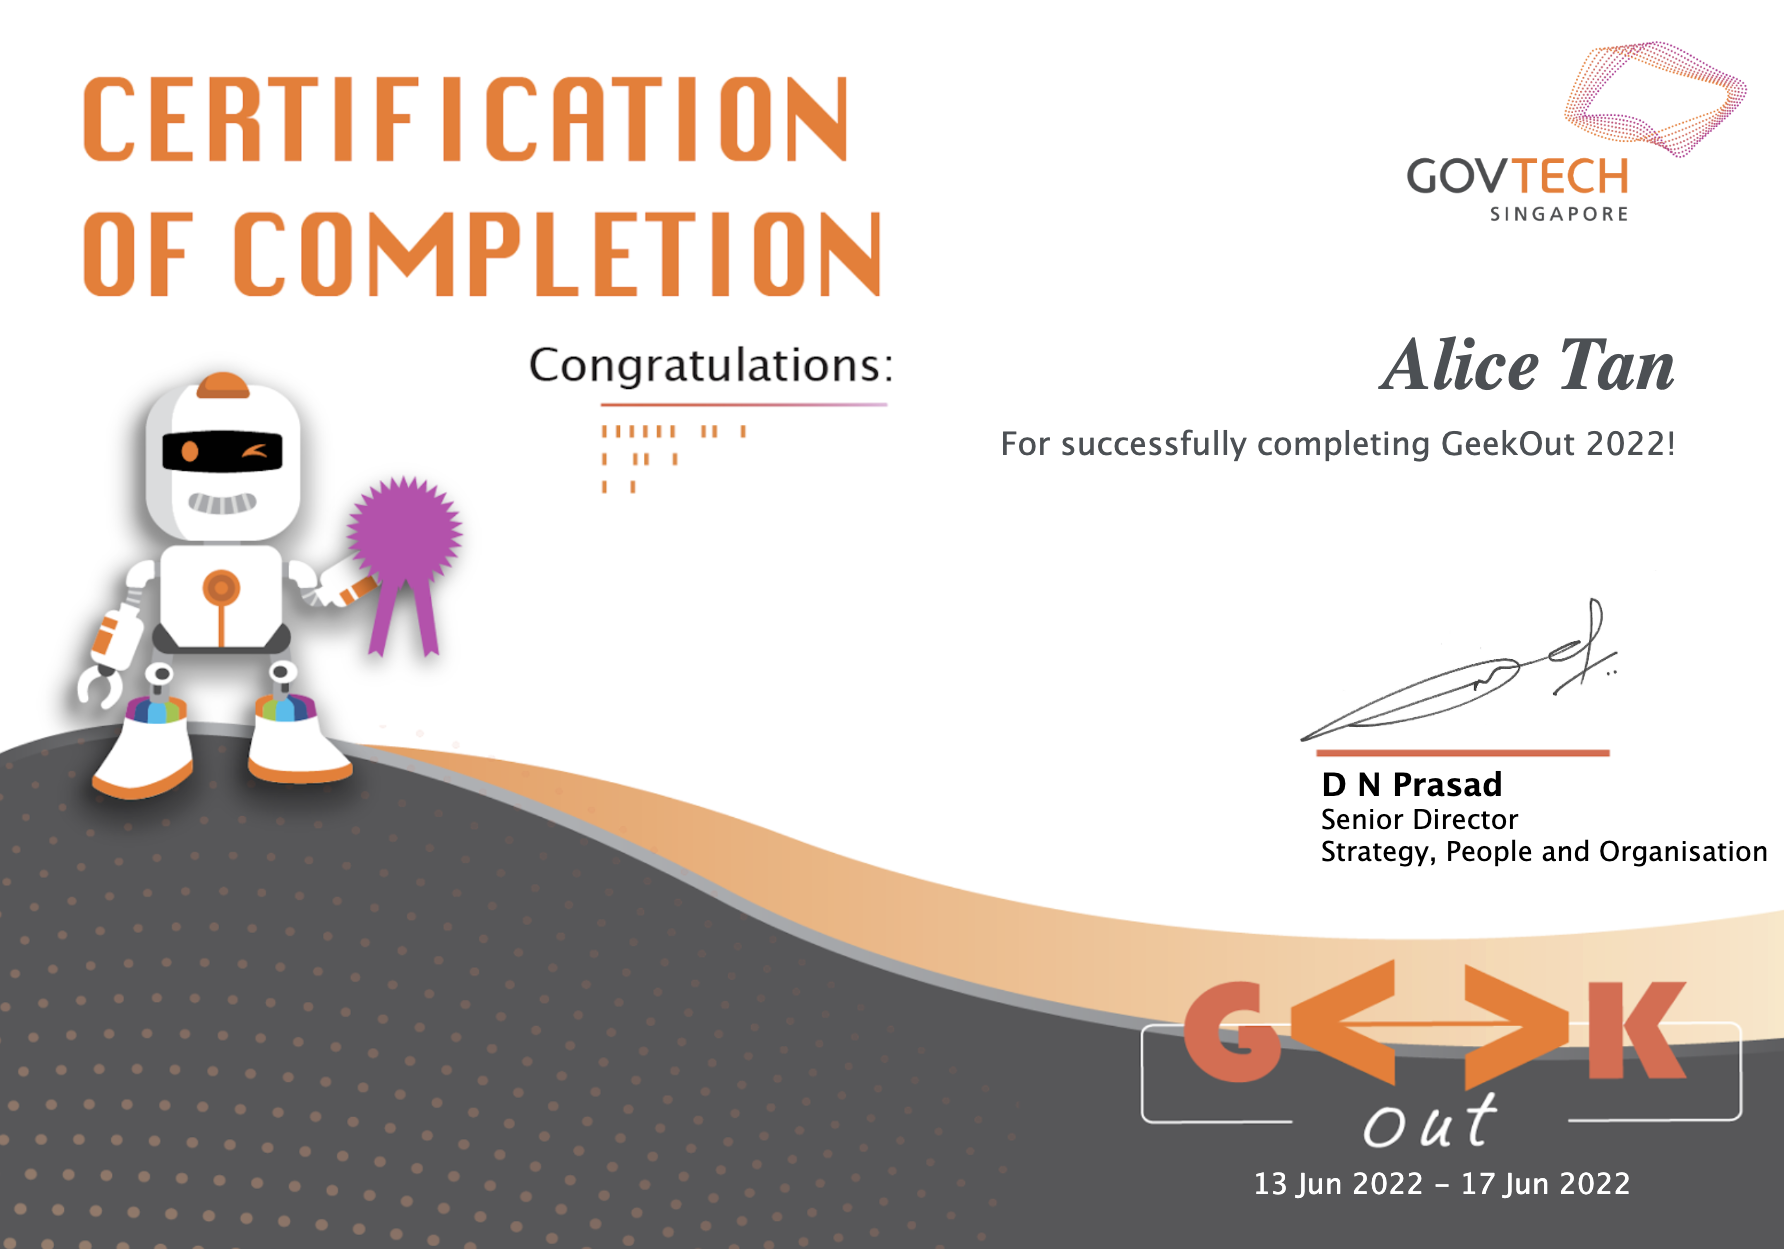 CERTIFICATION
OF COMPLETION
GOVTECH
SINGAPORE
Congratulations:
Alice Tan
For successfully completing GeekOut 2022!
D N Prasad
Senior Director
Strategy, People and Organisation
G<>K
out
13 Jun 2022 – 17 Jun 2022